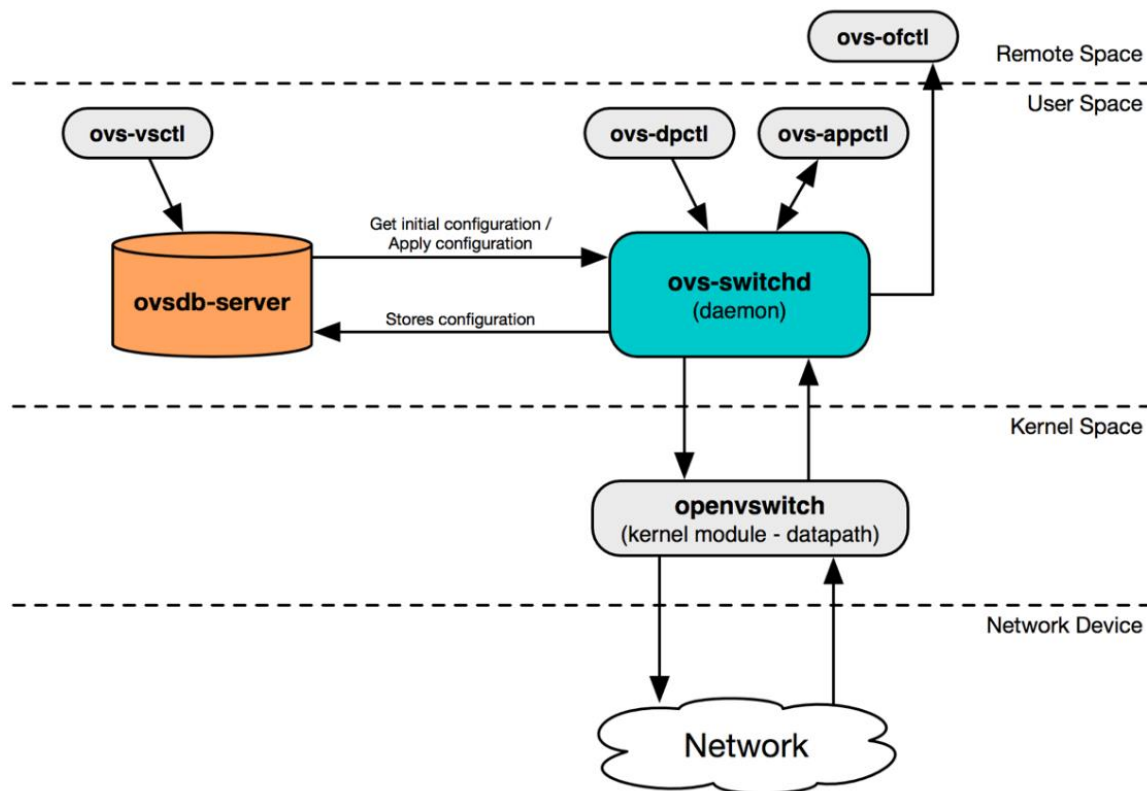 ovs-ofctl
Remote Space
User Space
ovs-vsctl
ovs-dpctl
ovs-appctl
Get initial configuration /
Apply configuration
ovsdb-server
ovs-switchd
(daemon)
Stores configuration
Kernel Space
openvswitch
(kernel module - datapath)
Network Device
Network